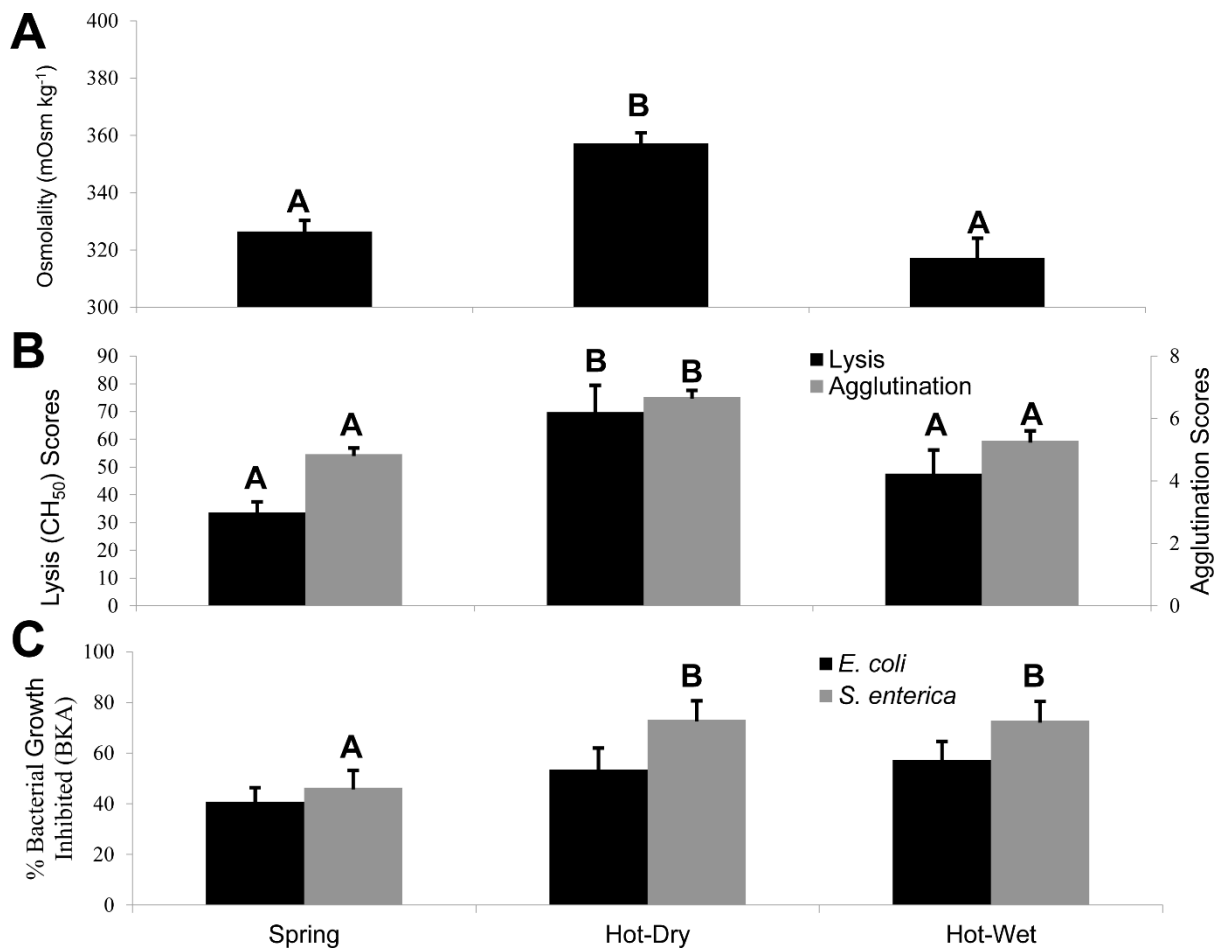 A
Osmolality (mOsm kg⁻¹)
400
380
360
340
320
300
A
B
A
B
Lysis (CH₅₀) Scores
90
80
70
60
50
40
30
20
10
0
A
A
B
B
A
A
Lysis
Agglutination
8
6
4
2
0
Agglutination Scores
C
% Bacterial Growth
Inhibited (BKA)
100
80
60
40
20
0
A
B
B
E. coli
S. enterica
Spring
Hot-Dry
Hot-Wet